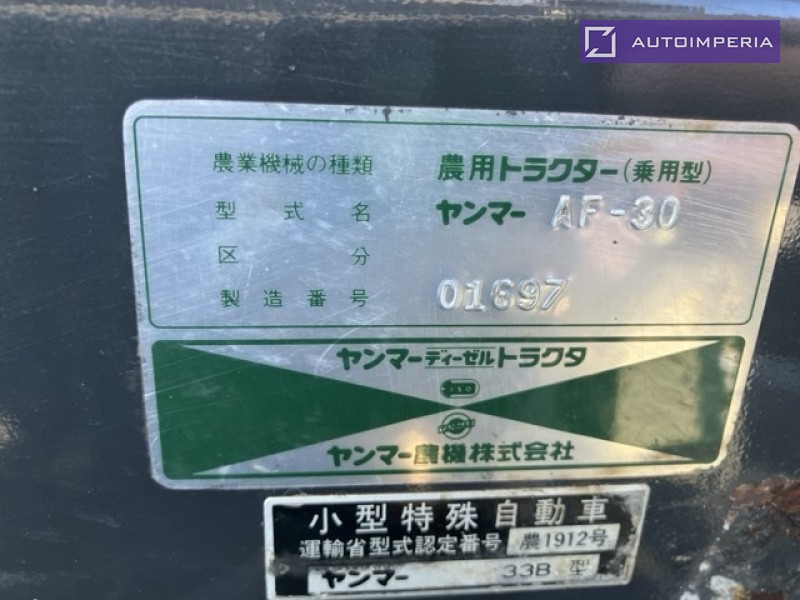 AUTOIMPERIA
農業機械の種類 農用トラクター(乗用型)
型式名 ヤンマー AF-30
区分
製造番号 01697
ヤンマーディーゼルトラクタ
ヤンマー農機株式会社
小型特殊自動車
運輸省型式認定番号 農1912号
ヤンマー 33B 型